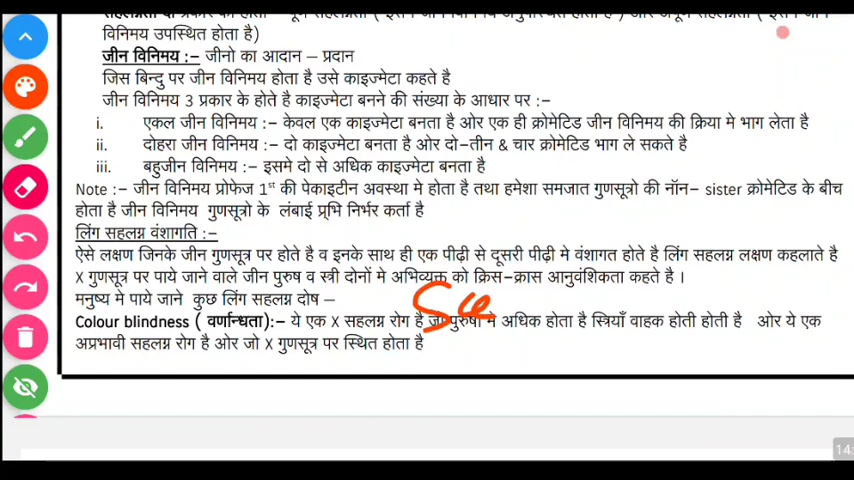 विनिमय उपस्थित होता है)
जीन विनिमय :- जीनो का आदान – प्रदान
जिस बिन्दु पर जीन विनिमय होता है उसे काइज्मेटा कहते है
जीन विनिमय 3 प्रकार के होते है काइज्मेटा बनने की संख्या के आधार पर :-
i. एकल जीन विनिमय :- केवल एक काइज्मेटा बनता है ओर एक ही क्रोमेटिड जीन विनिमय की क्रिया मे भाग लेता है
ii. दोहरा जीन विनिमय :- दो काइज्मेटा बनता है ओर दो-तीन & चार क्रोमेटिड भाग ले सकते है
iii. बहुजीन विनिमय :- इसमे दो से अधिक काइज्मेटा बनता है
Note :- जीन विनिमय प्रोफेज 1st की पेकाइटीन अवस्था मे होता है तथा हमेशा समजात गुणसूत्रो की नॉन- sister क्रोमेटिड के बीच
होता है जीन विनिमय गुणसूत्रो के लंबाई प्र्भि निर्भर कर्ता है
लिंग सहलग्न वंशागति :-
ऐसे लक्षण जिनके जीन गुणसूत्र पर होते है व इनके साथ ही एक पीढ़ी से दूसरी पीढ़ी मे वंशागत होते है लिंग सहलग्न लक्षण कहलाते है
X गुणसूत्र पर पाये जाने वाले जीन पुरुष व स्त्री दोनों मे अभिव्यक्त को क्रिस-क्रास आनुवंशिकता कहते है ।
मनुष्य मे पाये जाने कुछ लिंग सहलग्न दोष –
Colour blindness ( वर्णान्धता):- ये एक X सहलग्न रोग है जो पुरुषो मे अधिक होता है स्त्रियाँ वाहक होती होती है ओर ये एक
अप्रभावी सहलग्न रोग है ओर जो X गुणसूत्र पर स्थित होता है